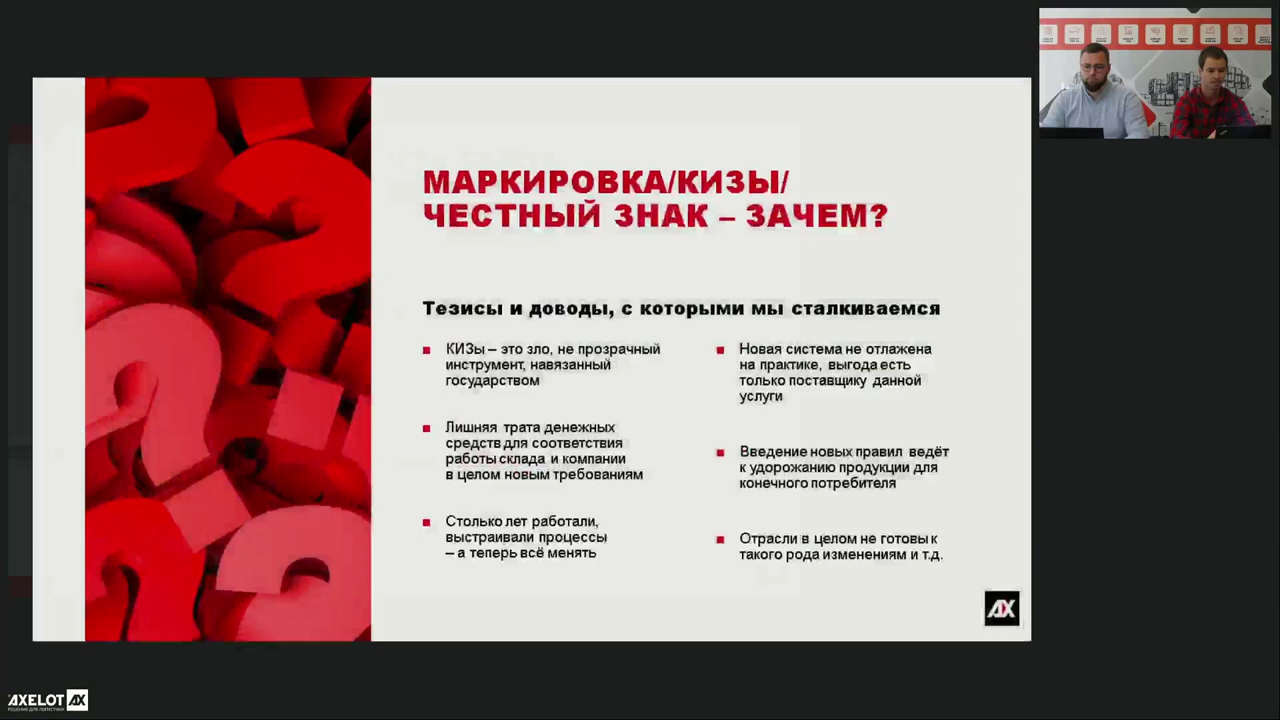 МАРКИРОВКА/КИЗЫ/
ЧЕСТНЫЙ ЗНАК – ЗАЧЕМ?
Тезисы и доводы, с которыми мы сталкиваемся
КИЗы – это зло, не прозрачный
инструмент, навязанный
государством
Лишняя трата денежных
средств для соответствия
работы склада и компании
в целом новым требованиям
Столько лет работали,
выстраивали процессы
– а теперь всё менять
Новая система не отлажена
на практике, выгода есть
только поставщику данной
услуги
Введение новых правил ведёт
к удорожанию продукции для
конечного потребителя
Отрасли в целом не готовы к
такого рода изменениям и т.д.
AX
AXELOT AX
РЕШЕНИЯ ДЛЯ ЛОГИСТИКИ